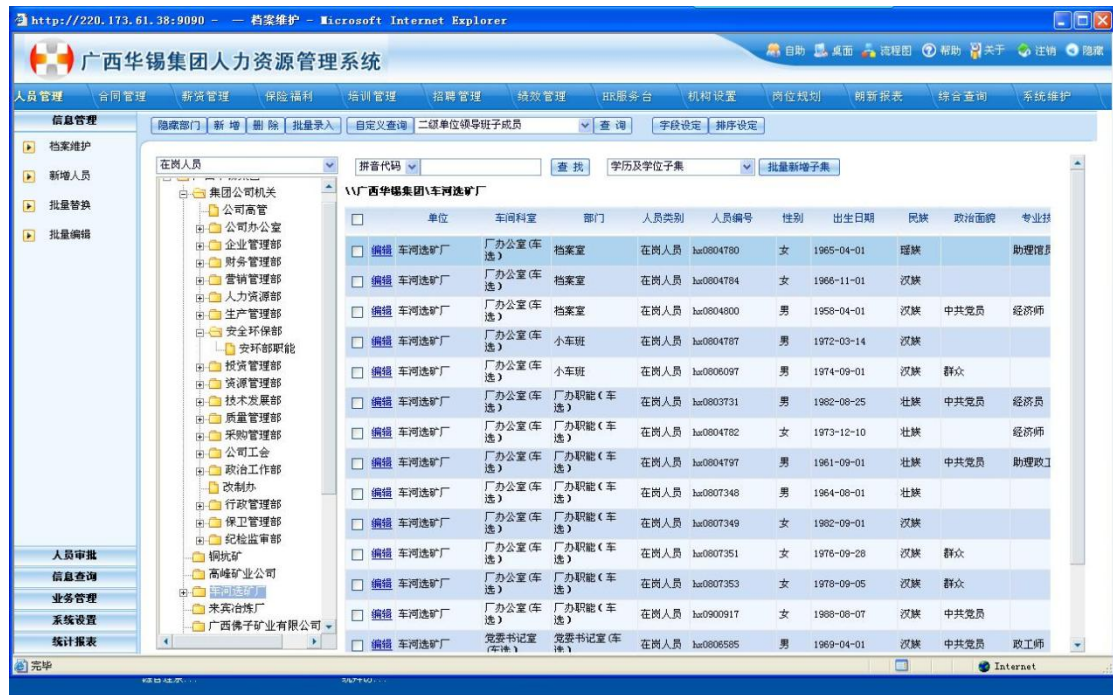 http://220.173.61.38:9090 - — 档案维护 - Microsoft Internet Explorer
广西华锡集团人力资源管理系统
自助 桌面 流程图 帮助 关于 注销 隐藏
人员管理 合同管理 薪资管理 保险福利 培训管理 招聘管理 绩效管理 HR服务台 机构设置 岗位规划 朗新报表 综合查询 系统维护
信息管理
档案维护
新增人员
批量替换
批量编辑
人员审批
信息查询
业务管理
系统设置
统计报表
隐藏部门 新 增 删 除 批量录入 自定义查询 二级单位领导班子成员 查 询 字段设定 排序设定
在岗人员
集团公司机关
公司高管
公司办公室
企业管理部
财务管理部
营销管理部
人力资源部
生产管理部
安全环保部
安环部职能
投资管理部
资源管理部
技术发展部
质量管理部
采购管理部
公司工会
政治工作部
改制办
行政管理部
保卫管理部
纪检监审部
铜坑矿
高峰矿业公司
车河选矿厂
来宾冶炼厂
广西佛子矿业有限公司
拼音代码 查 找 学历及学位子集 批量新增子集
\\广西华锡集团\车河选矿厂
单位 车间科室 部门 人员类别 人员编号 性别 出生日期 民族 政治面貌 专业技
编辑 车河选矿厂 厂办公室(车选) 档案室 在岗人员 hx0804780 女 1965-04-01 瑶族 助理馆员
编辑 车河选矿厂 厂办公室(车选) 档案室 在岗人员 hx0804784 女 1966-11-01 汉族
编辑 车河选矿厂 厂办公室(车选) 档案室 在岗人员 hx0804800 男 1958-04-01 汉族 中共党员 经济师
编辑 车河选矿厂 厂办公室(车选) 小车班 在岗人员 hx0804787 男 1972-03-14 汉族
编辑 车河选矿厂 厂办公室(车选) 小车班 在岗人员 hx0806097 男 1974-09-01 汉族 群众
编辑 车河选矿厂 厂办公室(车选) 厂办职能(车选) 在岗人员 hx0803731 男 1982-08-25 壮族 中共党员 经济员
编辑 车河选矿厂 厂办公室(车选) 厂办职能(车选) 在岗人员 hx0804782 女 1973-12-10 壮族 经济师
编辑 车河选矿厂 厂办公室(车选) 厂办职能(车选) 在岗人员 hx0804797 男 1961-09-01 壮族 中共党员 助理政工
编辑 车河选矿厂 厂办公室(车选) 厂办职能(车选) 在岗人员 hx0807348 男 1964-08-01 壮族
编辑 车河选矿厂 厂办公室(车选) 厂办职能(车选) 在岗人员 hx0807349 女 1982-09-01 汉族
编辑 车河选矿厂 厂办公室(车选) 厂办职能(车选) 在岗人员 hx0807351 女 1976-09-28 汉族 群众
编辑 车河选矿厂 厂办公室(车选) 厂办职能(车选) 在岗人员 hx0807353 女 1978-09-05 汉族 群众
编辑 车河选矿厂 厂办公室(车选) 厂办职能(车选) 在岗人员 hx0900917 女 1988-08-07 汉族 中共党员
编辑 车河选矿厂 党委书记室(车选) 党委书记室(车选) 在岗人员 hx0806585 男 1969-04-01 汉族 中共党员 政工师
完毕 Internet